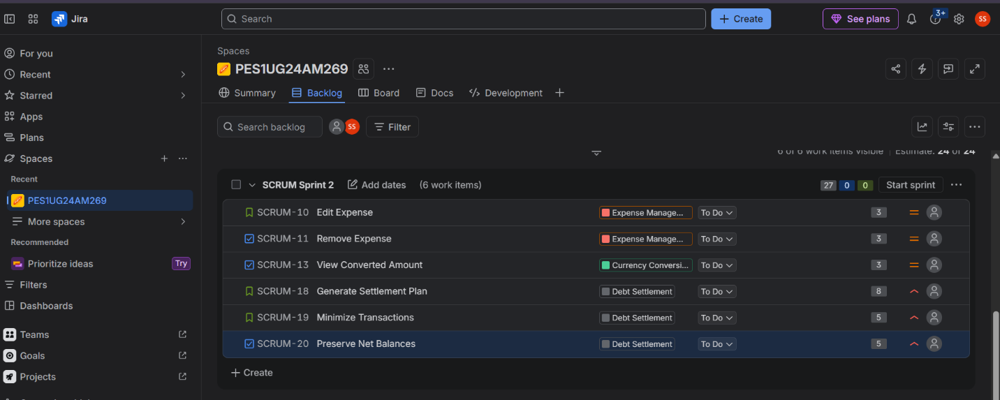 Jira
Search
Create
See plans
3+
SS
For you
Recent
Starred
Apps
Plans
Spaces
Recent
PES1UG24AM269
More spaces
Recommended
Prioritize ideas
Try
Filters
Dashboards
Teams
Goals
Projects
Spaces
PES1UG24AM269
Summary
Backlog
Board
Docs
Development
Search backlog
SS
Filter
6 of 6 work items visible Estimate: 24 of 24
SCRUM Sprint 2 Add dates (6 work items) 27 0 0 Start sprint
SCRUM-10 Edit Expense Expense Manage... To Do 3
SCRUM-11 Remove Expense Expense Manage... To Do 3
SCRUM-13 View Converted Amount Currency Conversi... To Do 3
SCRUM-18 Generate Settlement Plan Debt Settlement To Do 8
SCRUM-19 Minimize Transactions Debt Settlement To Do 5
SCRUM-20 Preserve Net Balances Debt Settlement To Do 5
Create